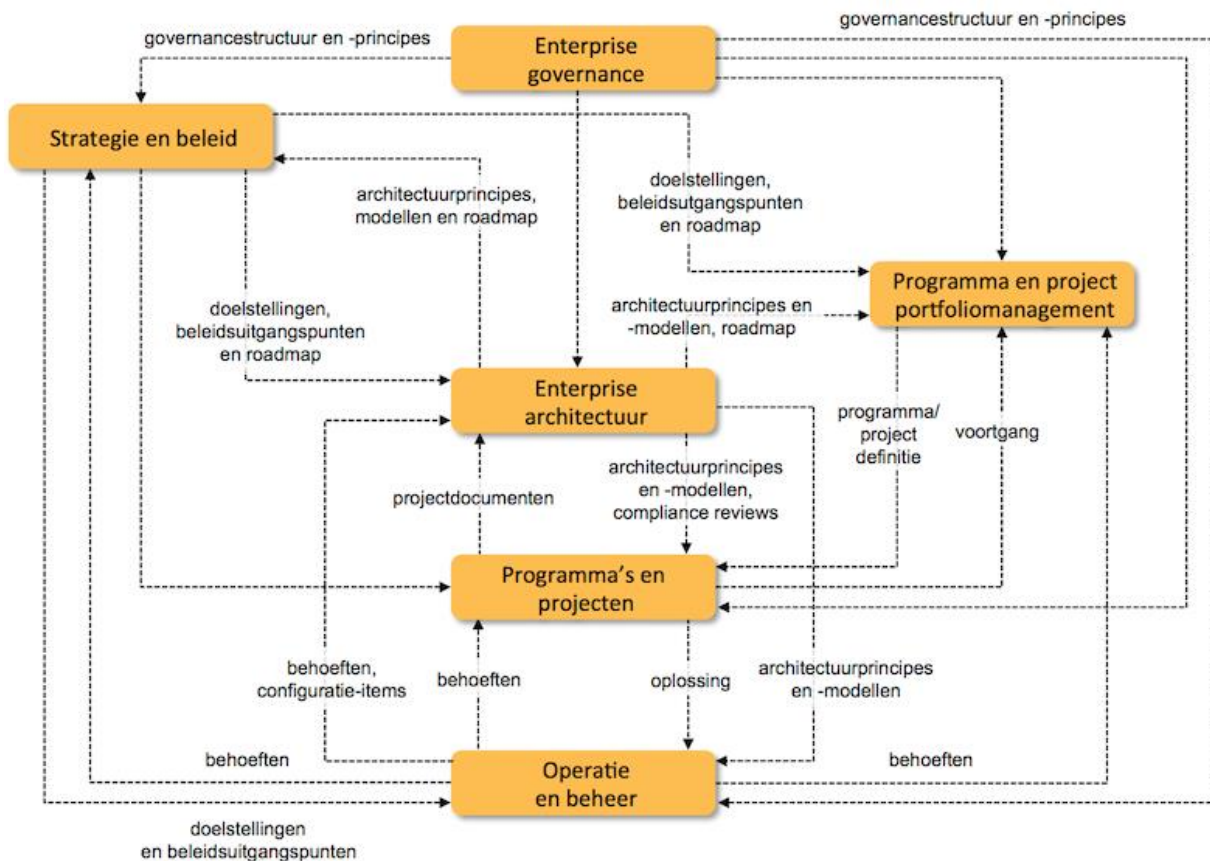 governancestructuur en -principes
Enterprise
governance
governancestructuur en -principes
Strategie en beleid
architectuurprincipes,
modellen en roadmap
doelstellingen,
beleidsuitgangspunten
en roadmap
Programma en project
portfoliomanagement
doelstellingen,
beleidsuitgangspunten
en roadmap
architectuurprincipes en
-modellen, roadmap
Enterprise
architectuur
programma/
project
definitie
voortgang
projectdocumenten
architectuurprincipes
en -modellen,
compliance reviews
Programma's en
projecten
behoeften,
configuratie-items
behoeften
oplossing
architectuurprincipes
en -modellen
behoeften
Operatie
en beheer
behoeften
doelstellingen
en beleidsuitgangspunten